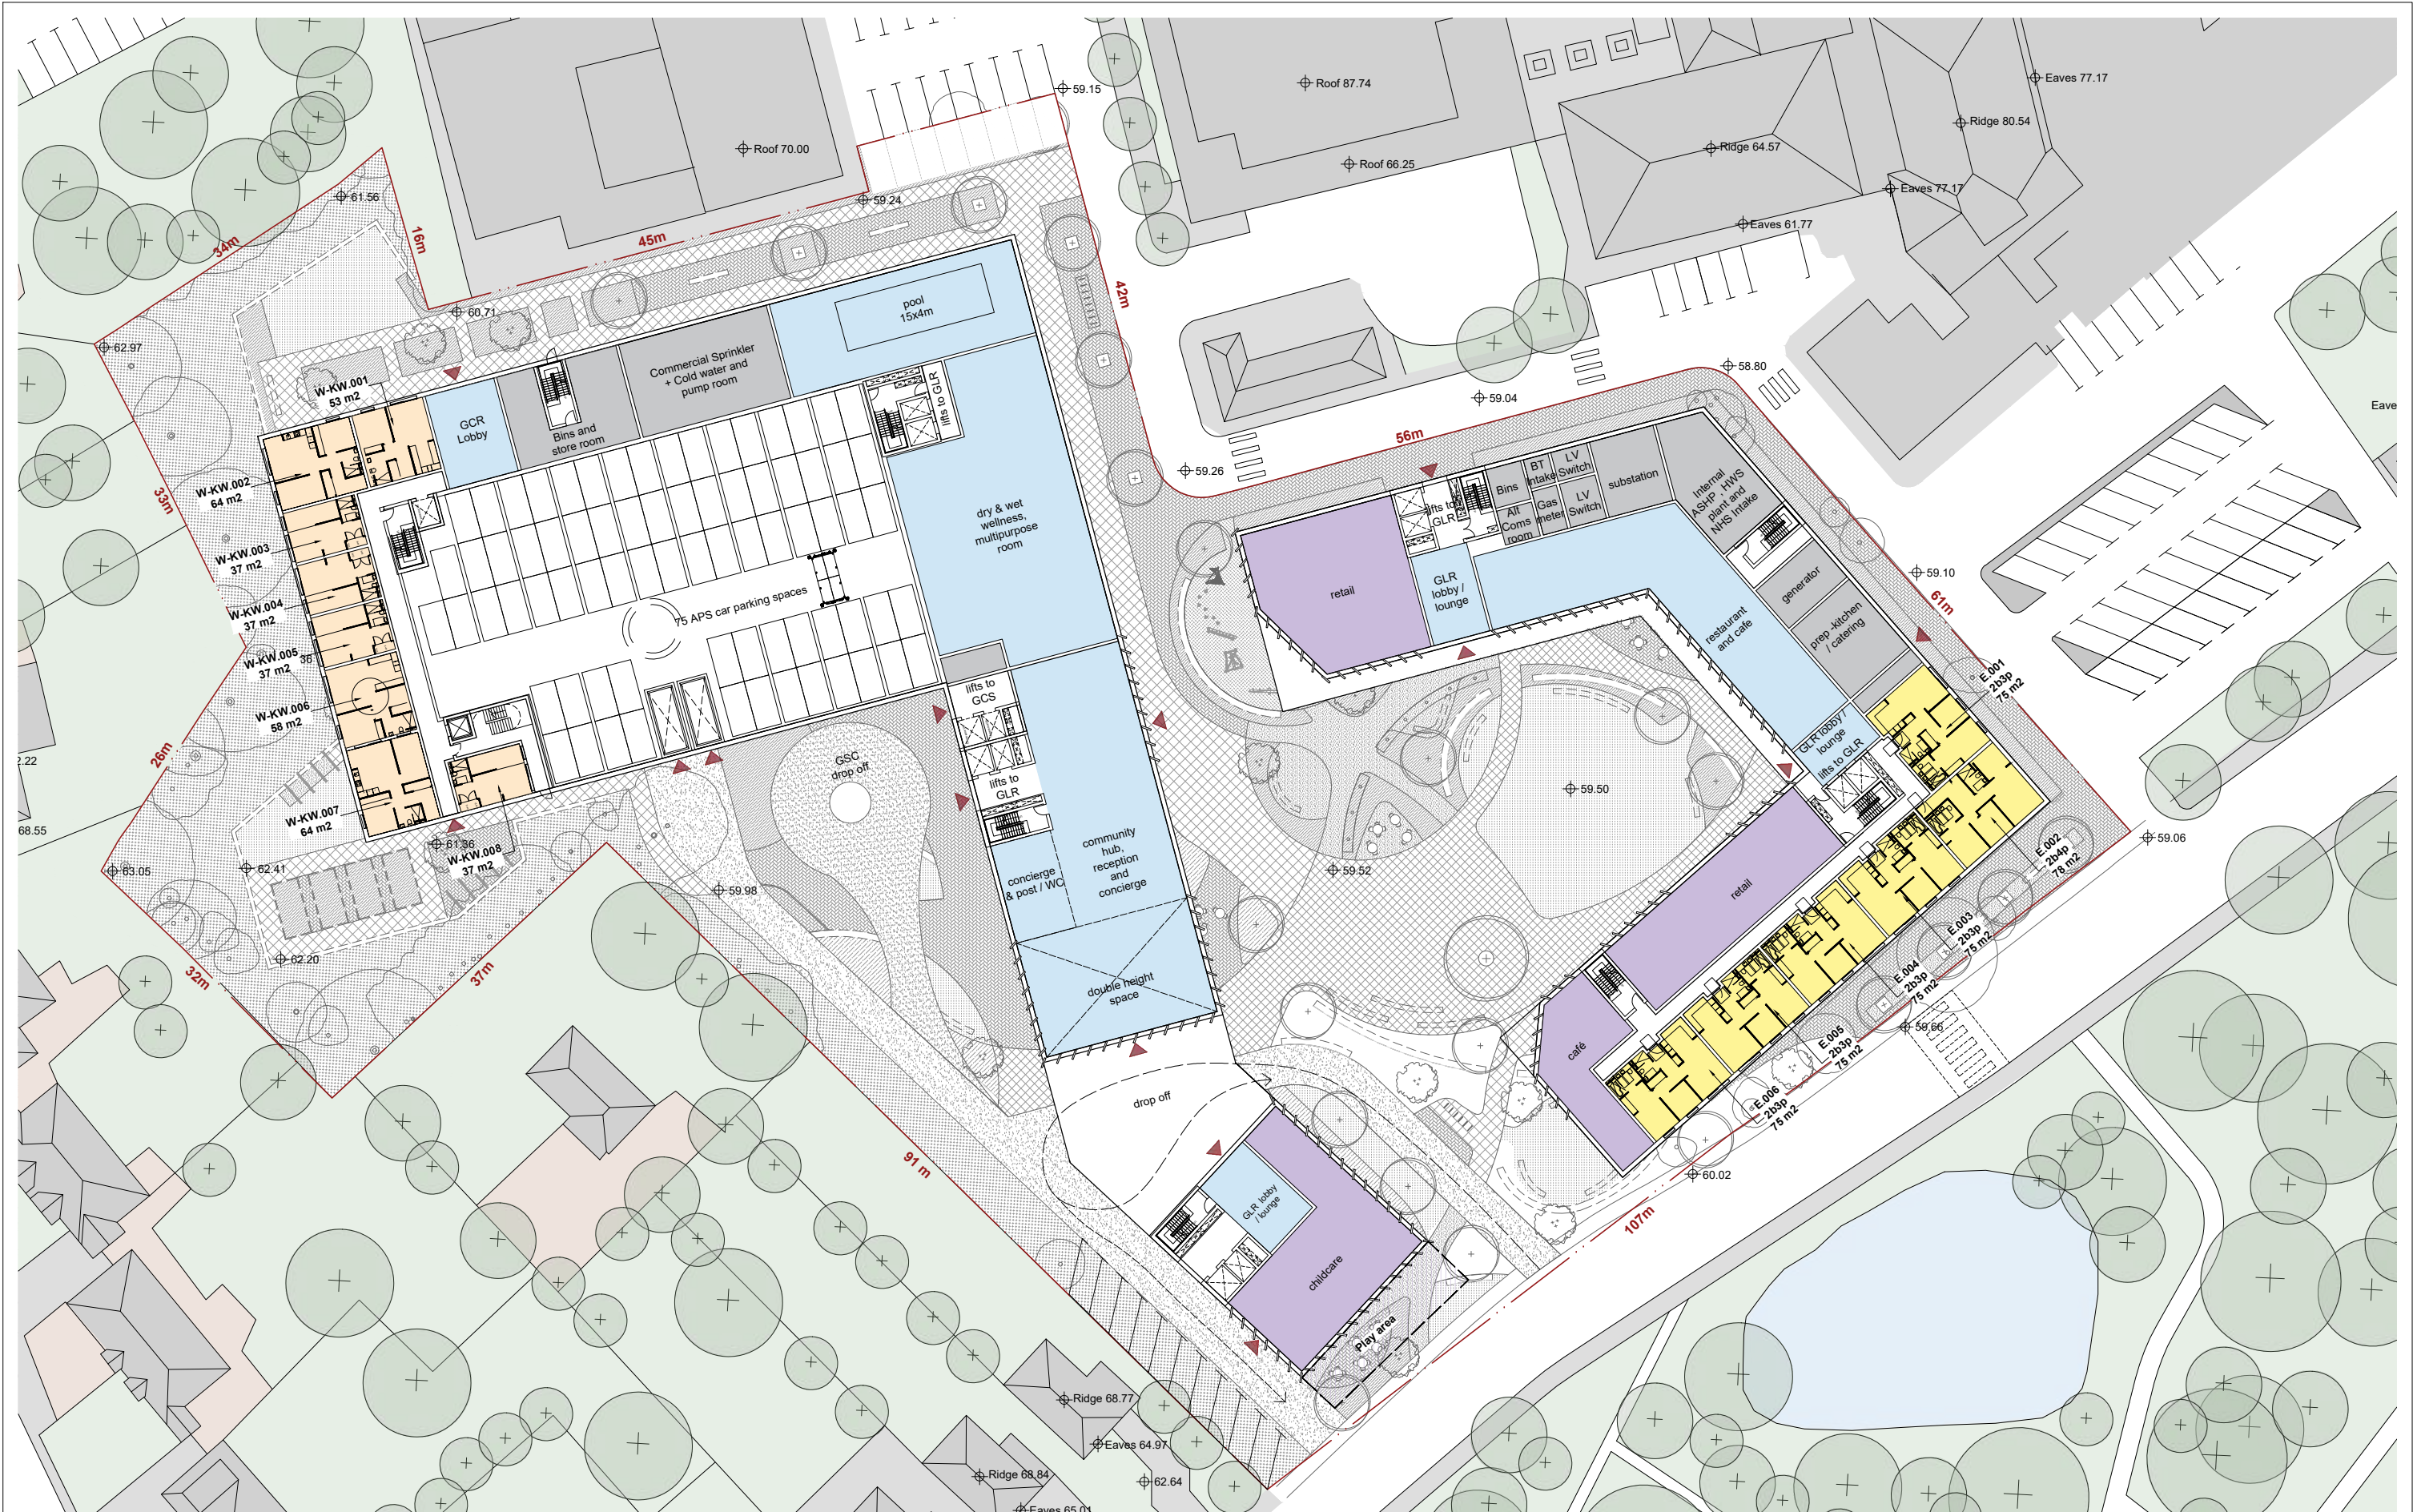 59.15
Roof 87.74
Eaves 77.17
Ridge 80.54
Roof 70.00
Roof 66.25
Ridge 64.57
Eaves 77.17
61.56
59.24
Eaves 61.77
34m
16m
45m
42m
60.71
62.97
pool
15x4m
Commercial Sprinkler
+ Cold water and
pump room
58.80
W-KW.001
53 m2
GCR
Lobby
Bins and
store room
lifts to GLR
59.04
Eave
56m
59.26
W-KW.002
64 m2
33m
dry & wet
wellness,
multipurpose
room
lifts to
GLR
Bins
BT
Intake
LV
Switch
Alt
Coms
room
Gas
meter
LV
Switch
substation
Internal
ASHP , HWS
plant and
NHS Intake
W-KW.003
37 m2
W-KW.004
37 m2
W-KW.005
37 m2
36
75 APS car parking spaces
retail
GLR
lobby /
lounge
restaurant
and cafe
generator
prep -kitchen
/ catering
59.10
61m
W-KW.006
58 m2
26m
lifts to
GCS
E.001
2b3p
75 m2
GLR lobby /
lounge
lifts to GLR
2.22
GSC
drop off
lifts to
GLR
59.50
W-KW.007
64 m2
68.55
61.36
W-KW.008
37 m2
62.41
63.05
59.98
concierge
& post / WC
community
hub,
reception
and
concierge
59.52
retail
59.06
E.002
2b4p
78 m2
62.20
32m
37m
double height
space
E.003
2b3p
75 m2
E.004
2b3p
75 m2
59.66
E.005
2b3p
75 m2
café
E.006
2b3p
75 m2
drop off
91 m
60.02
GLR lobby
/ lounge
childcare
107m
Play area
Ridge 68.77
Eaves 64.97
Ridge 68.84
62.64
Eaves 65.01